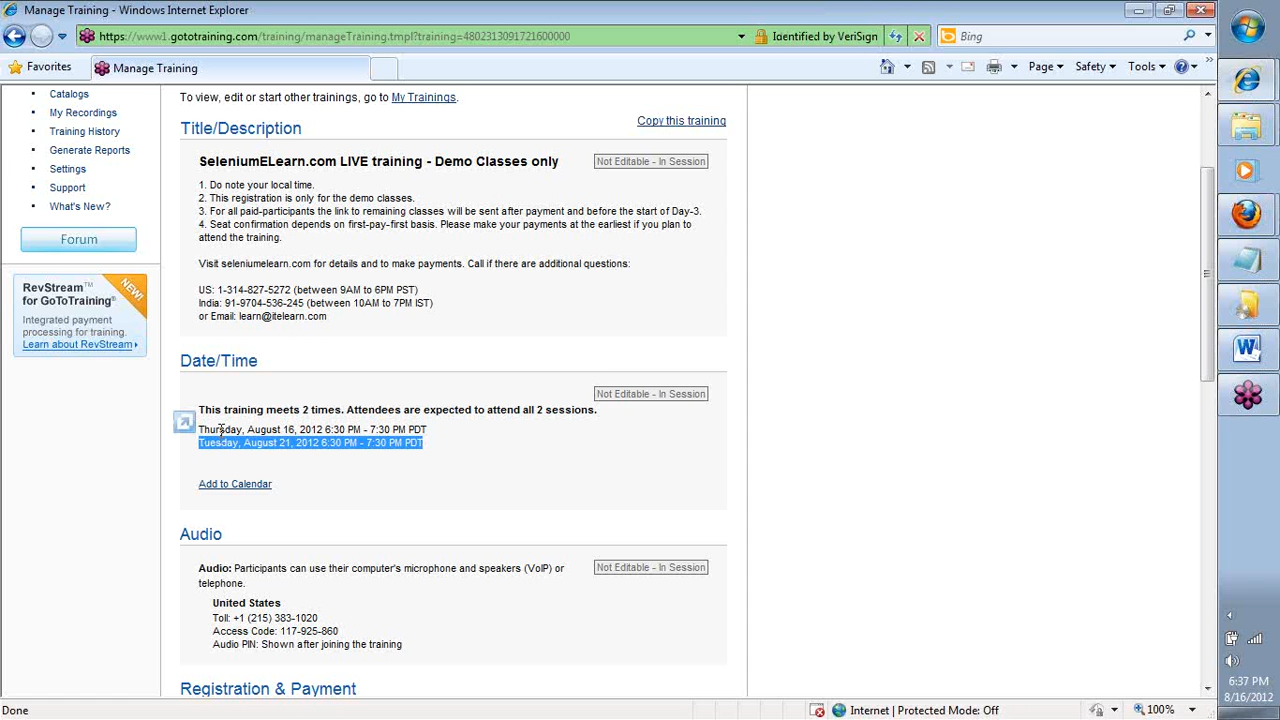 Manage Training - Windows Internet Explorer
https://www1.gototraining.com/training/manageTraining.tmpl?training=4802313091721600000
Identified by VeriSign
Bing
Favorites
Manage Training
Page
Safety
Tools
Catalogs
My Recordings
Training History
Generate Reports
Settings
Support
What's New?
Forum
RevStream™
for GoToTraining®
NEW!
Integrated payment
processing for training.
Learn about RevStream
To view, edit or start other trainings, go to My Trainings.
Title/Description
Copy this training
SeleniumELearn.com LIVE training - Demo Classes only
Not Editable - In Session
1. Do note your local time.
2. This registration is only for the demo classes.
3. For all paid-participants the link to remaining classes will be sent after payment and before the start of Day-3.
4. Seat confirmation depends on first-pay-first basis. Please make your payments at the earliest if you plan to
attend the training.
Visit seleniumelearn.com for details and to make payments. Call if there are additional questions:
US: 1-314-827-5272 (between 9AM to 6PM PST)
India: 91-9704-536-245 (between 10AM to 7PM IST)
or Email: learn@itelearn.com
Date/Time
Not Editable - In Session
This training meets 2 times. Attendees are expected to attend all 2 sessions.
Thursday, August 16, 2012 6:30 PM - 7:30 PM PDT
Tuesday, August 21, 2012 6:30 PM - 7:30 PM PDT
Add to Calendar
Audio
Audio: Participants can use their computer's microphone and speakers (VoIP) or
telephone.
Not Editable - In Session
United States
Toll: +1 (215) 383-1020
Access Code: 117-925-860
Audio PIN: Shown after joining the training
Registration & Payment
Done
Internet | Protected Mode: Off
100%
6:37 PM
8/16/2012